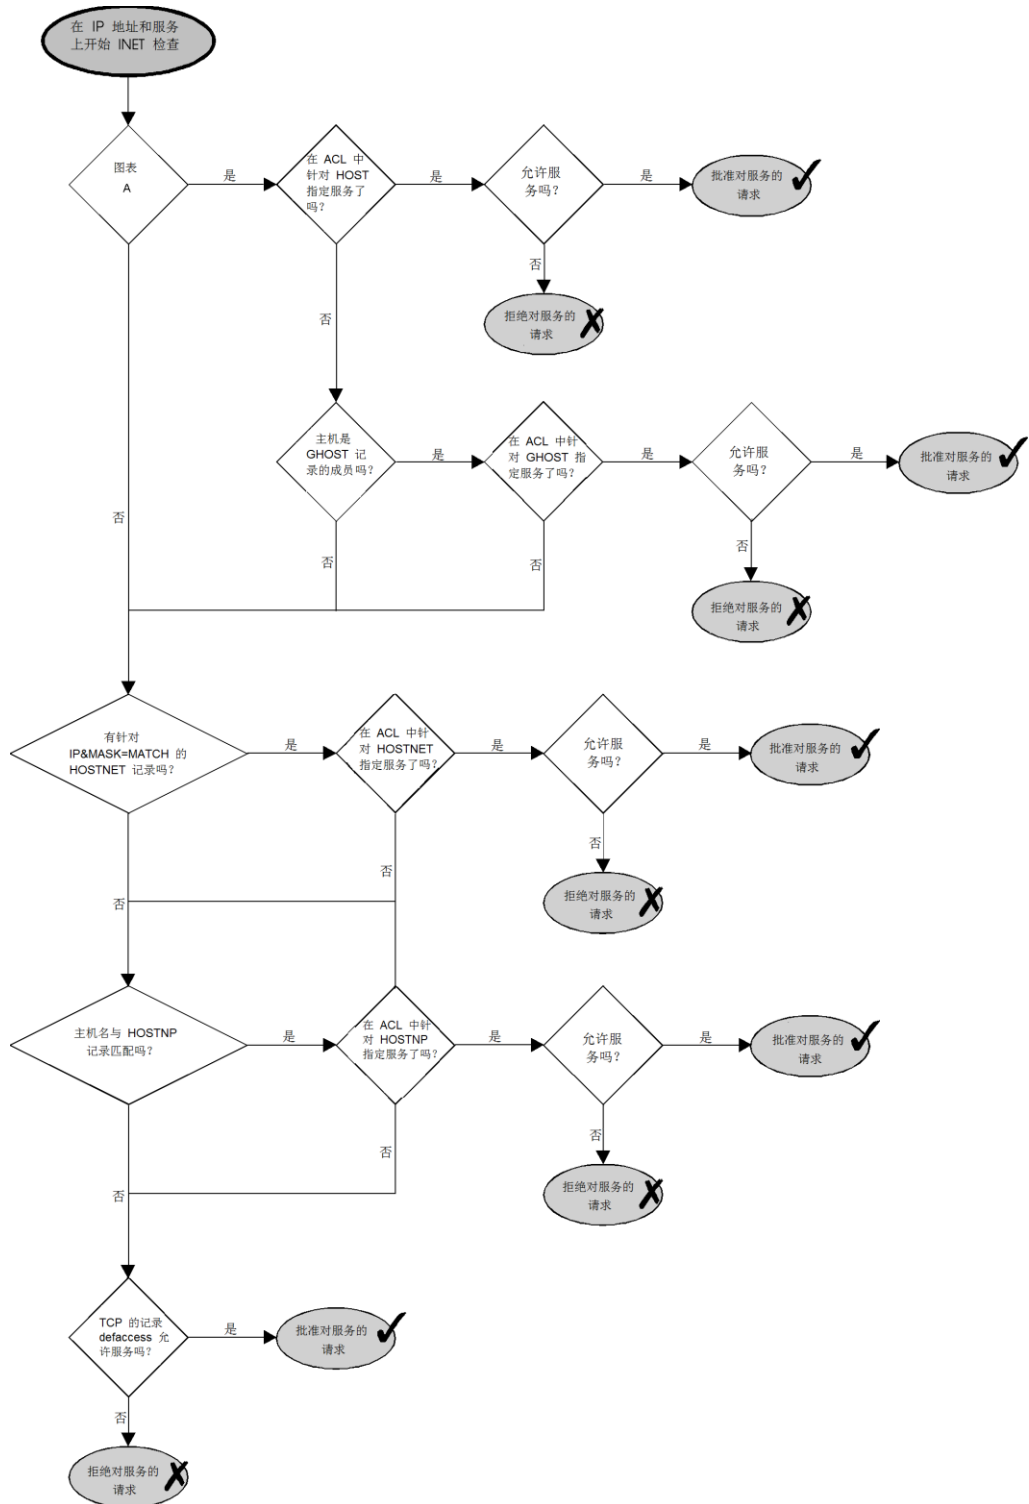 在 IP 地址和服务
上开始 INET 检查
图表
A
是
在 ACL 中
针对 HOST
指定服务了
吗?
是
允许服
务吗?
是
批准对服务的
请求
否
拒绝对服务的
请求
否
主机是
GHOST 记
录的成员吗?
是
在 ACL 中针
对 GHOST 指
定服务了吗?
是
允许服
务吗?
是
批准对服务的
请求
否
否
否
否
拒绝对服务的
请求
有针对
IP&MASK=MATCH 的
HOSTNET 记录吗?
是
在 ACL 中针
对 HOSTNET
指定服务了吗?
是
允许服
务吗?
是
批准对服务的
请求
否
否
否
拒绝对服务的
请求
主机名与 HOSTNP
记录匹配吗?
是
在 ACL 中针
对 HOSTNP
指定服务了吗?
是
允许服
务吗?
是
批准对服务的
请求
否
否
否
拒绝对服务的
请求
TCP 的记录
defaccess 允
许服务吗?
是
批准对服务的
请求
否
拒绝对服务的
请求